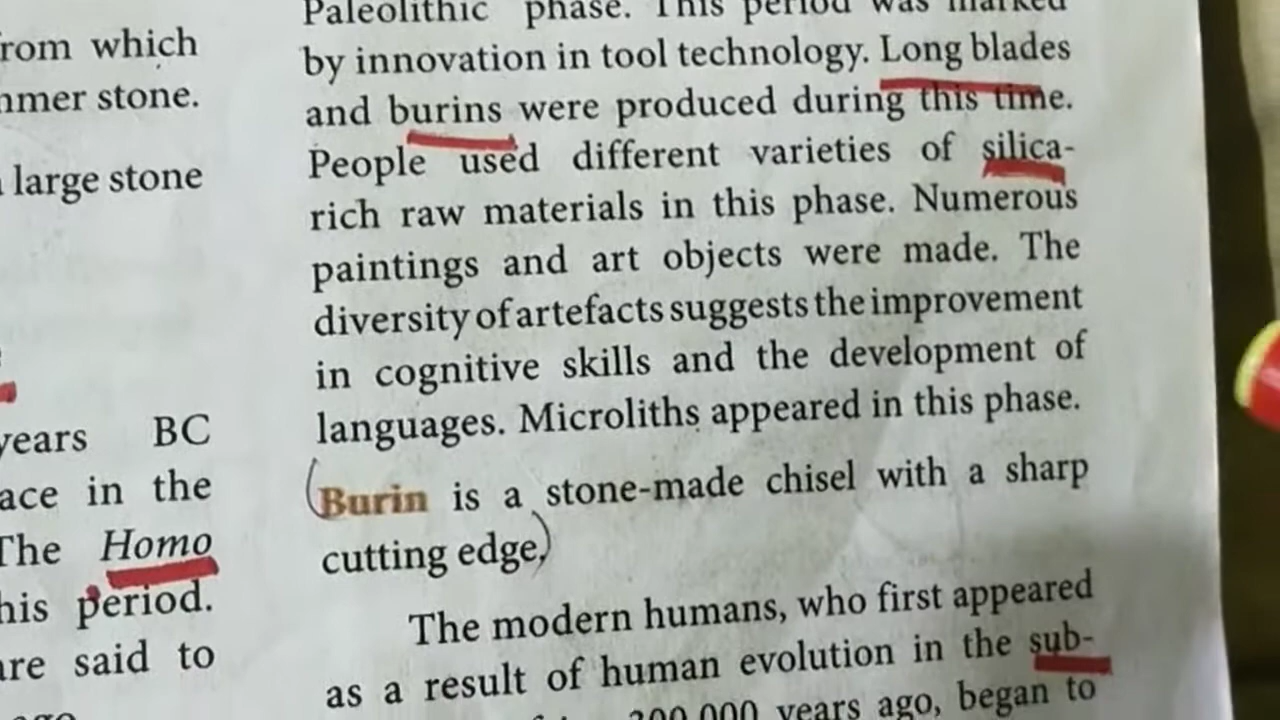 from which
mmer stone.
large stone
years BC
ace in the
The Homo
his period.
are said to
ago
Paleolithic phase. This period was marked
by innovation in tool technology. Long blades
and burins were produced during this time.
People used different varieties of silica-
rich raw materials in this phase. Numerous
paintings and art objects were made. The
diversity of artefacts suggests the improvement
in cognitive skills and the development of
languages. Microliths appeared in this phase.
Burin is a stone-made chisel with a sharp
cutting edge.
The modern humans, who first appeared
as a result of human evolution in the sub-
300,000 years ago, began to